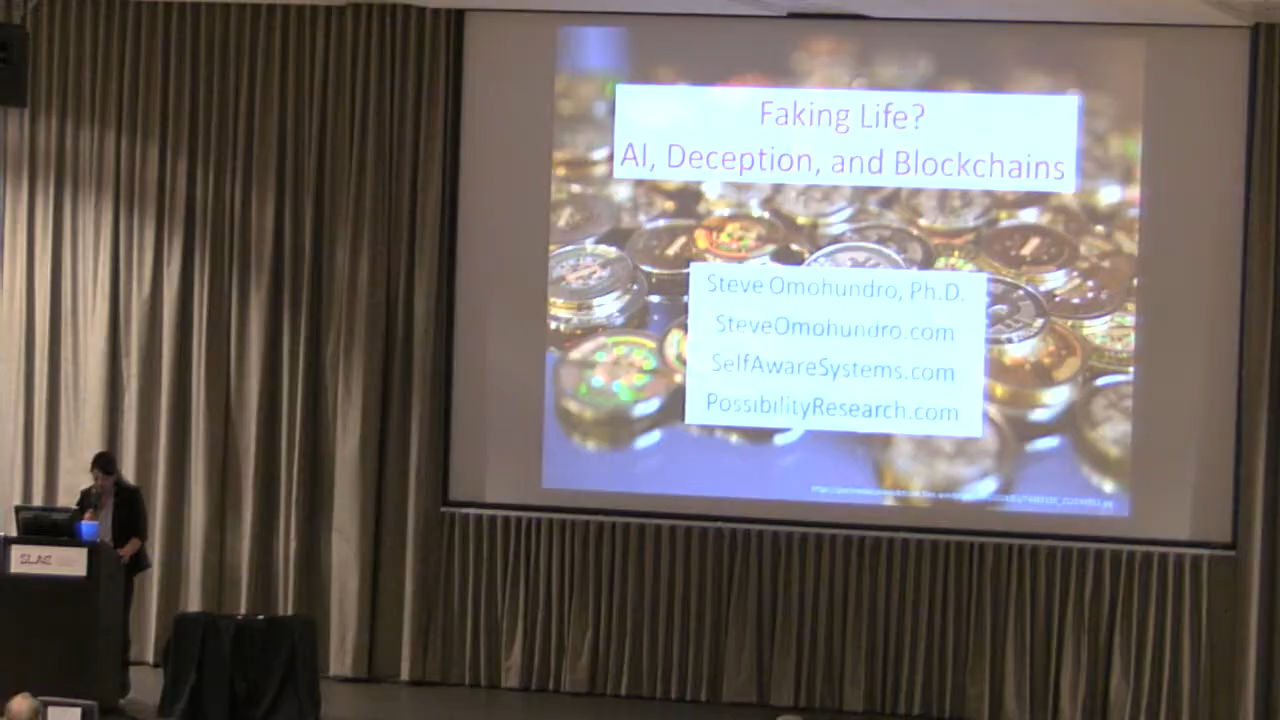 Faking Life?
AI, Deception, and Blockchains
Steve Omohundro, Ph.D.
SteveOmohundro.com
SelfAwareSystems.com
PossibilityResearch.com
SLAC